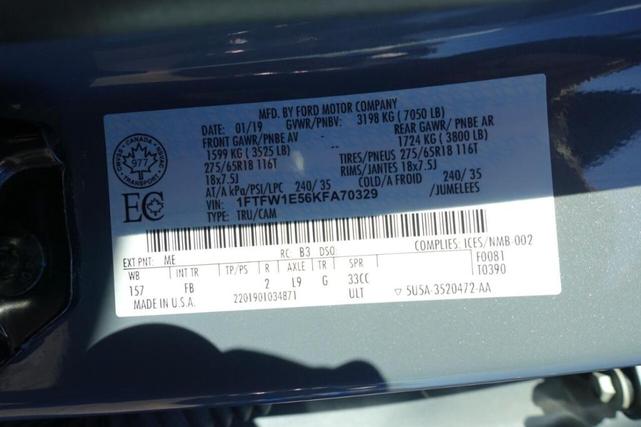 MFD. BY FORD MOTOR COMPANY
DATE: 01/19 GVWR/PNBV: 3198 KG ( 7050 LB)
FRONT GAWR/PNBE AV REAR GAWR/ PNBE AR
1599 KG ( 3525 LB) 1724 KG ( 3800 LB)
275/65R18 116T TIRES/PNEUS 275/65R18 116T
18x7.5J RIMS/JANTES 18x7.5J
AT/A kPa/PSI/LPC 240/ 35 COLD/A FROID 240/ 35
VIN: 1FTFW1E56KFA70329 /JUMELEES
TYPE: TRU/CAM
CANADA
977
EC
EXT PNT: ME RC: B3 DSO COMPLIES: ICES/NMB-002
WB INT TR TP/PS R AXLE TR SPR F0081
157 FB 2 L9 G 33CC T0390
MADE IN U.S.A. 2201901034871 ULT ▽ 5U5A-3520472-AA